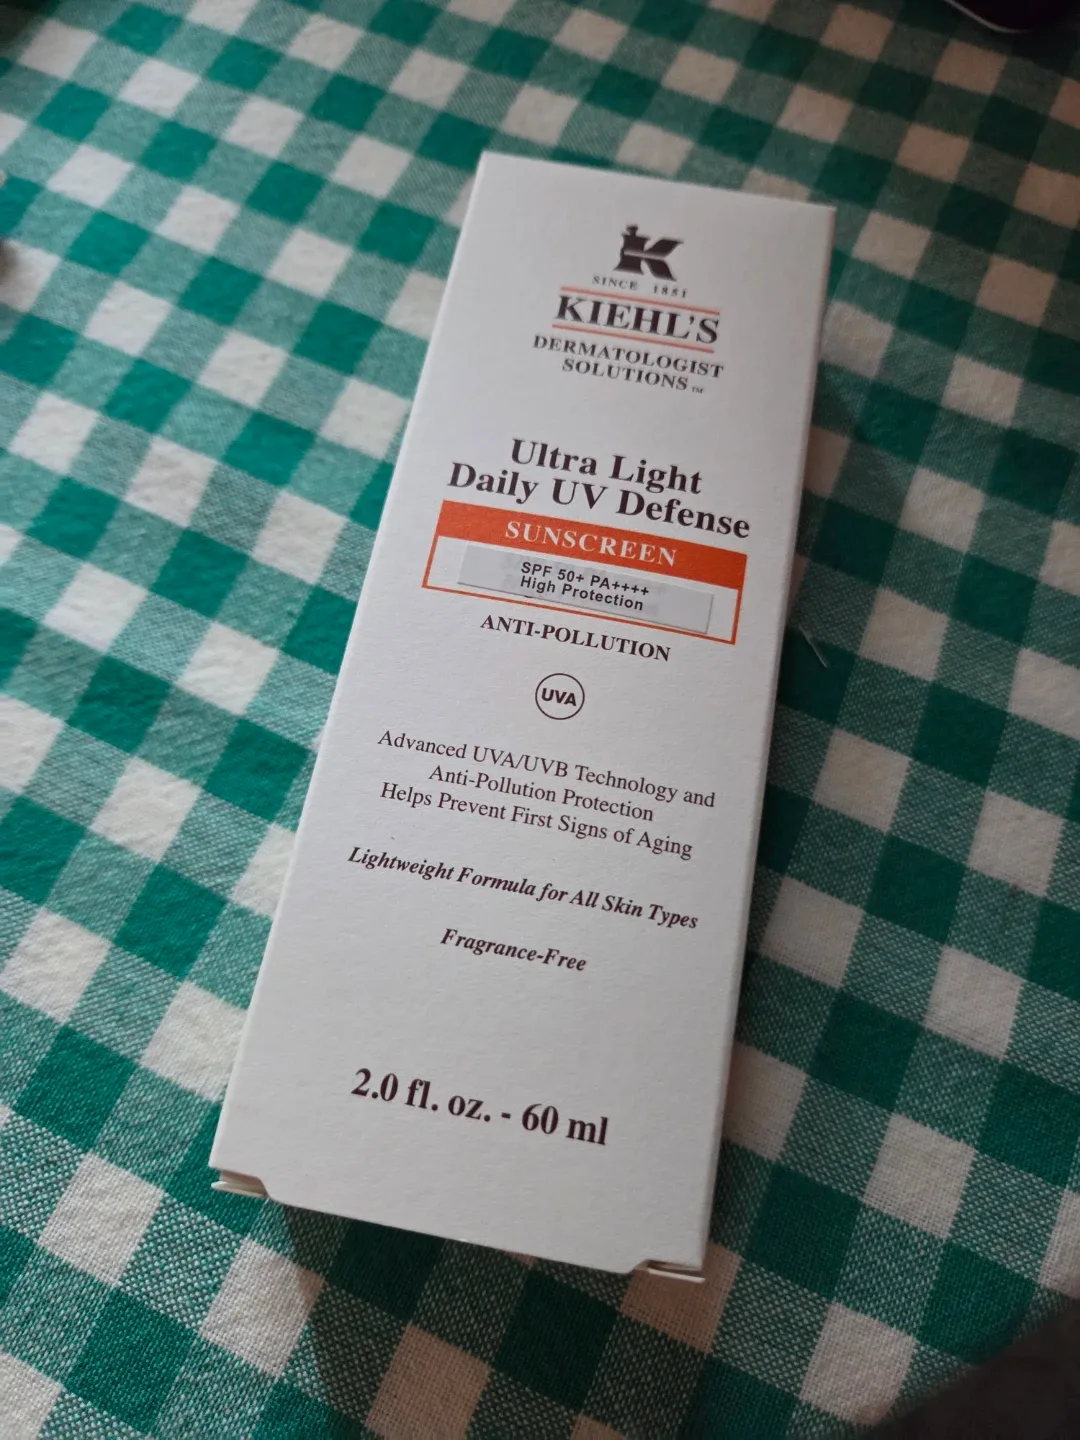 K
SINCE 1851
KIEHL'S
DERMATOLOGIST
SOLUTIONS™
Ultra Light
Daily UV Defense
SUNSCREEN
SPF 50+ PA++++
High Protection
ANTI-POLLUTION
UVA
Advanced UVA/UVB Technology and
Anti-Pollution Protection
Helps Prevent First Signs of Aging
Lightweight Formula for All Skin Types
Fragrance-Free
2.0 fl. oz. - 60 ml